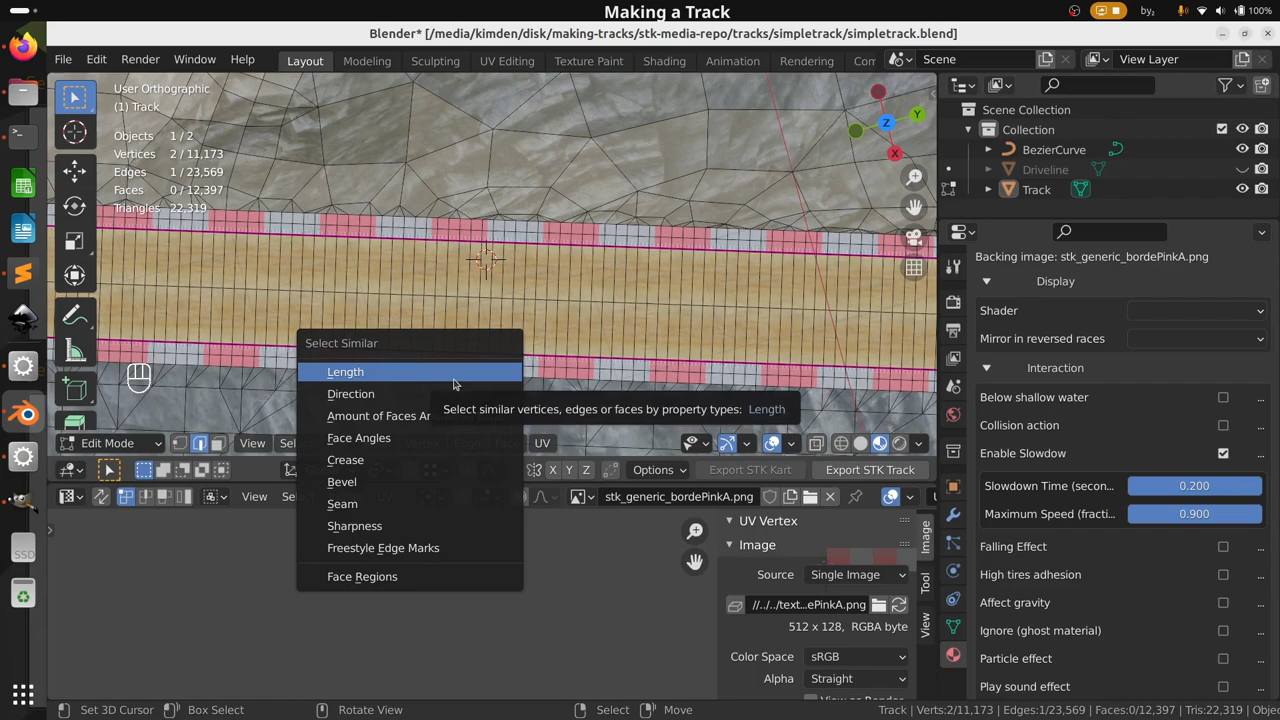 Making a Track
by₂
100%
Blender* [/media/kimden/disk/making-tracks/stk-media-repo/tracks/simpletrack/simpletrack.blend]
File Edit Render Window Help Layout Modeling Sculpting UV Editing Texture Paint Shading Animation Rendering Con Scene View Layer
User Orthographic
(1) Track
Objects 1 / 2
Vertices 2 / 11,173
Edges 1 / 23,569
Faces 0 / 12,397
Triangles 22,319
Y
Z
X
Scene Collection
Collection
BezierCurve
Driveline
Track
Select Similar
Length
Direction
Amount of Faces Ar
Face Angles
Crease
Bevel
Seam
Sharpness
Freestyle Edge Marks
Face Regions
Select similar vertices, edges or faces by property types: Length
Edit Mode View Selec UV
X Y Z Options Export STK Kart Export STK Track
View stk_generic_bordePinkA.png
UV Vertex
Image
Source Single Image
//../../text...ePinkA.png
512 x 128, RGBA byte
Color Space sRGB
Alpha Straight
Image
Tool
View
Backing image: stk_generic_bordePinkA.png
Display
Shader
Mirror in reversed races
Interaction
Below shallow water
Collision action
Enable Slowdow
Slowdown Time (secon... 0.200
Maximum Speed (fracti... 0.900
Falling Effect
High tires adhesion
Affect gravity
Ignore (ghost material)
Particle effect
Play sound effect
SSD
Set 3D Cursor Box Select Rotate View Select Move Track | Verts:2/11,173 | Edges:1/23,569 | Faces:0/12,397 | Tris:22,319 | Objec